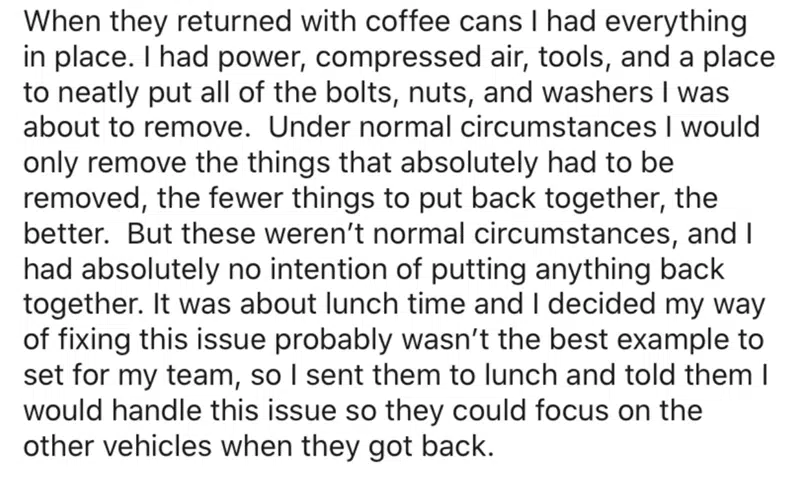 When they returned with coffee cans I had everything
in place. I had power, compressed air, tools, and a place
to neatly put all of the bolts, nuts, and washers I was
about to remove.  Under normal circumstances I would
only remove the things that absolutely had to be
removed, the fewer things to put back together, the
better.  But these weren’t normal circumstances, and I
had absolutely no intention of putting anything back
together. It was about lunch time and I decided my way
of fixing this issue probably wasn’t the best example to
set for my team, so I sent them to lunch and told them I
would handle this issue so they could focus on the
other vehicles when they got back.